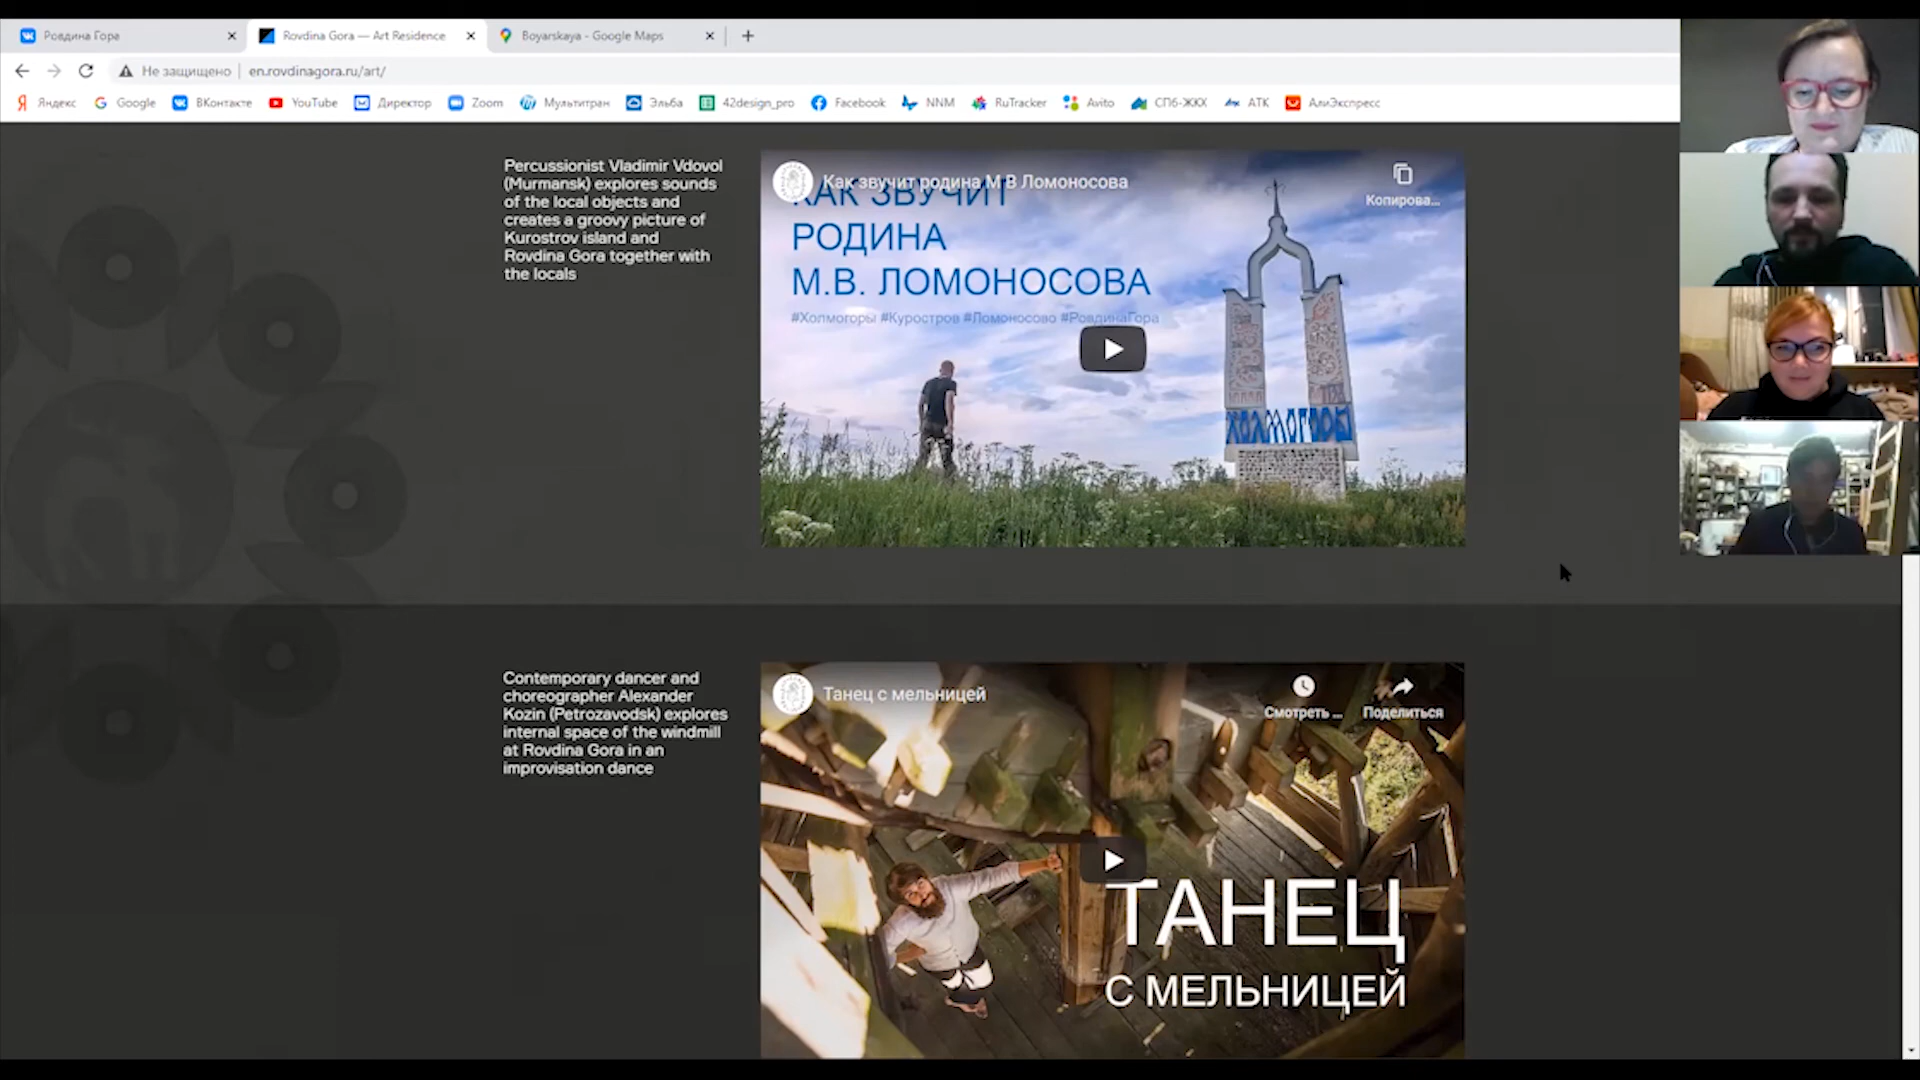 Ровдина Гора
Rovdina Gora — Art Residence
Boyarskaya - Google Maps
Не защищено
en.rovdinagora.ru/art/
Яндекс
Google
ВКонтакте
YouTube
Директор
Zoom
Мультитран
Эльба
42design_pro
Facebook
NNM
RuTracker
Avito
СПб-ЖКХ
АТК
АлиЭкспресс
Percussionist Vladimir Vdovol
(Murmansk) explores sounds
of the local objects and
creates a groovy picture of
Kurostrov island and
Rovdina Gora together with
the locals
Как звучит родина М В Ломоносова
Копирова...
КАК ЗВУЧИТ
РОДИНА
М.В. ЛОМОНОСОВА
#Холмогоры #Куростров #Ломоносово #РовдинаГора
ХОЛМОГОРЫ
Contemporary dancer and
choreographer Alexander
Kozin (Petrozavodsk) explores
internal space of the windmill
at Rovdina Gora in an
improvisation dance
Танец с мельницей
Смотреть ...
Поделиться
ТАНЕЦ
С МЕЛЬНИЦЕЙ